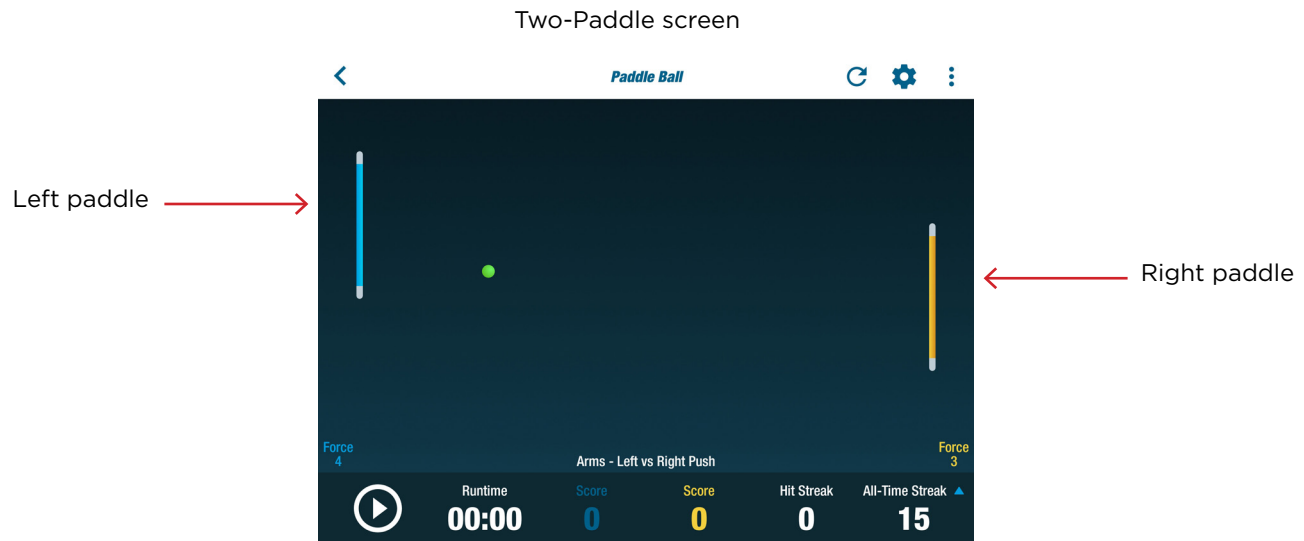 Two-Paddle screen
Paddle Ball
Left paddle
Right paddle
Force
4
Arms - Left vs Right Push
Force
3
Runtime
00:00
Score
0
Score
0
Hit Streak
0
All-Time Streak
15